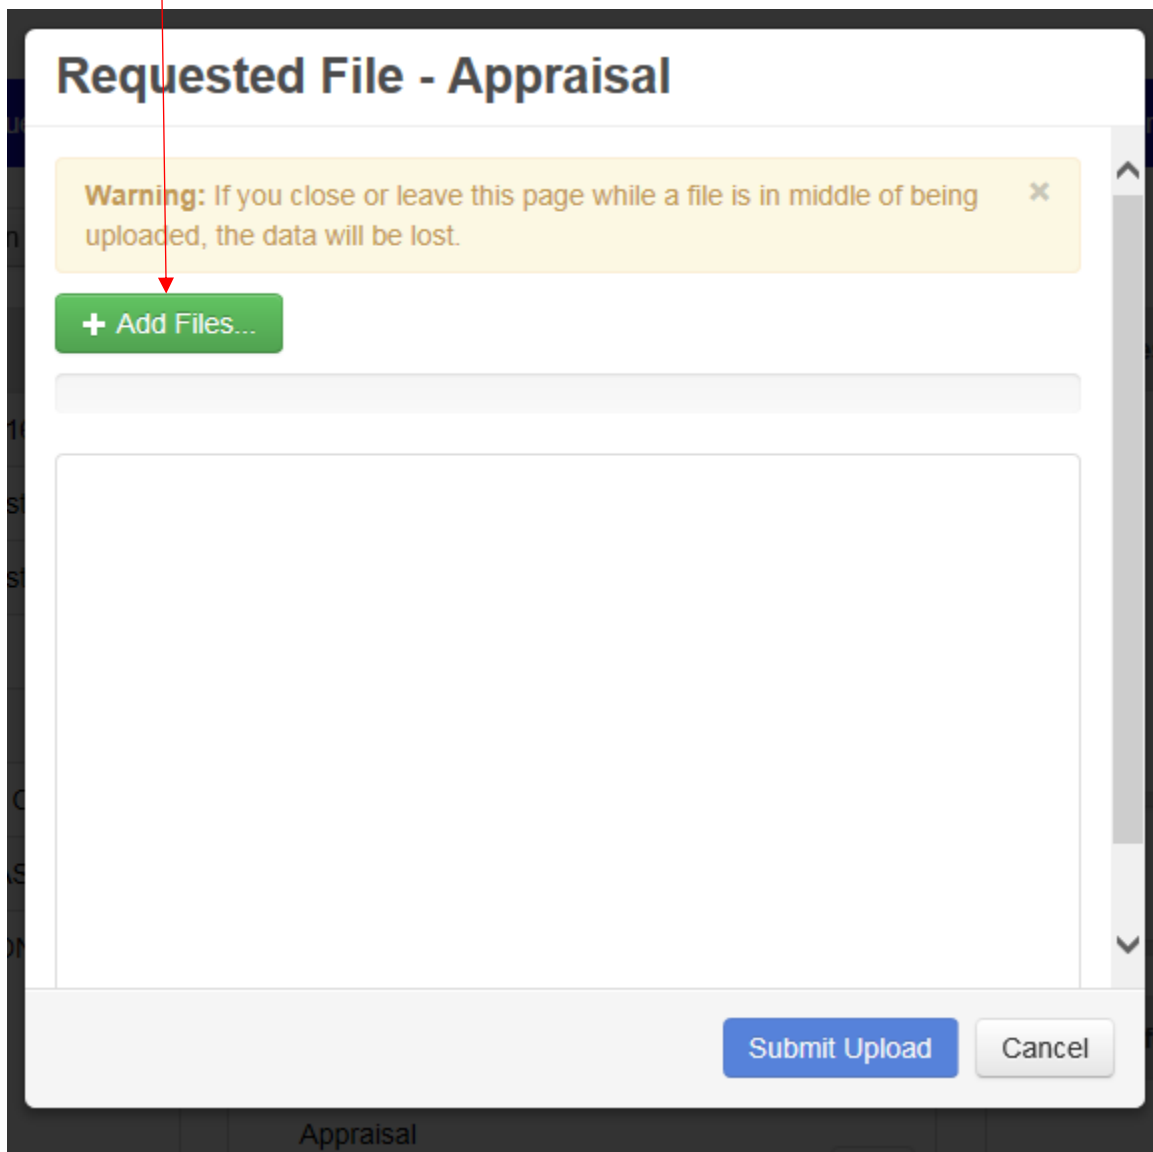 Requested File - Appraisal
Warning: If you close or leave this page while a file is in middle of being
uploaded, the data will be lost.
×
+ Add Files...
Submit Upload
Cancel
Appraisal